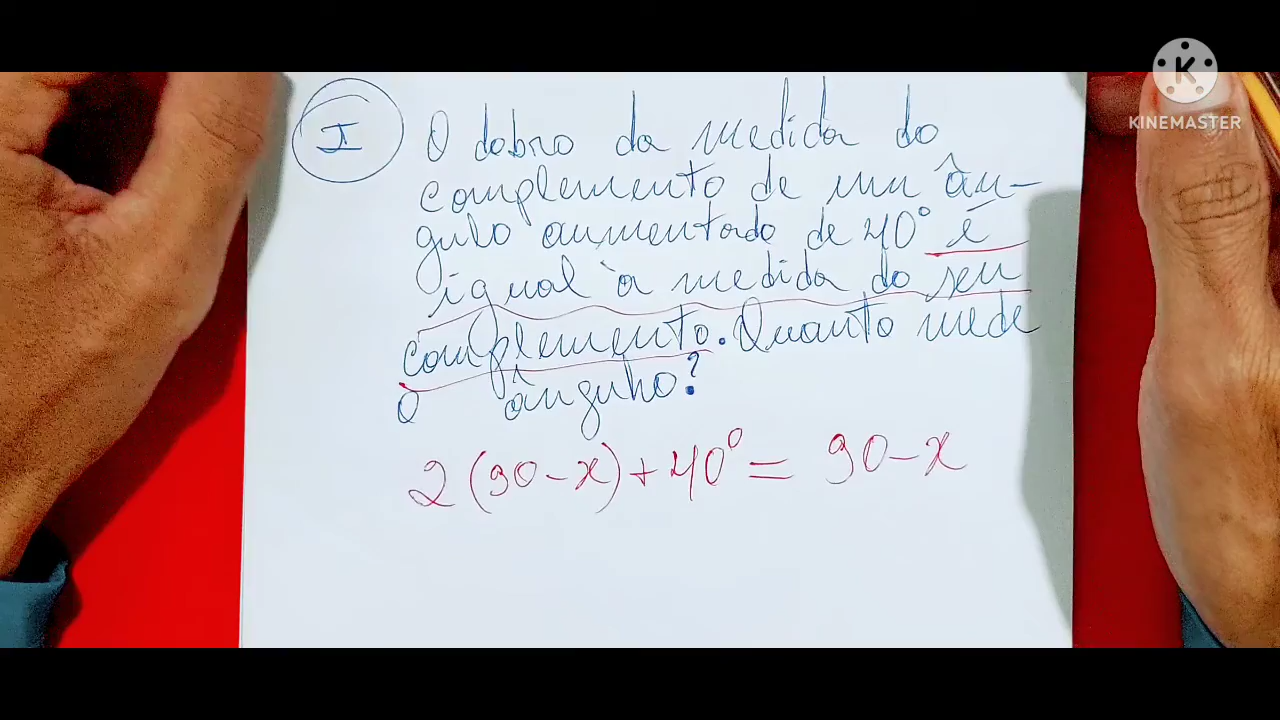 I
O dobro da medida do
complemento de um ân-
gulo aumentado de 40° é
igual à medida do seu
complemento. Quanto mede
o ângulo?
2(90-x)+40° = 90-x
K
KINEMASTER